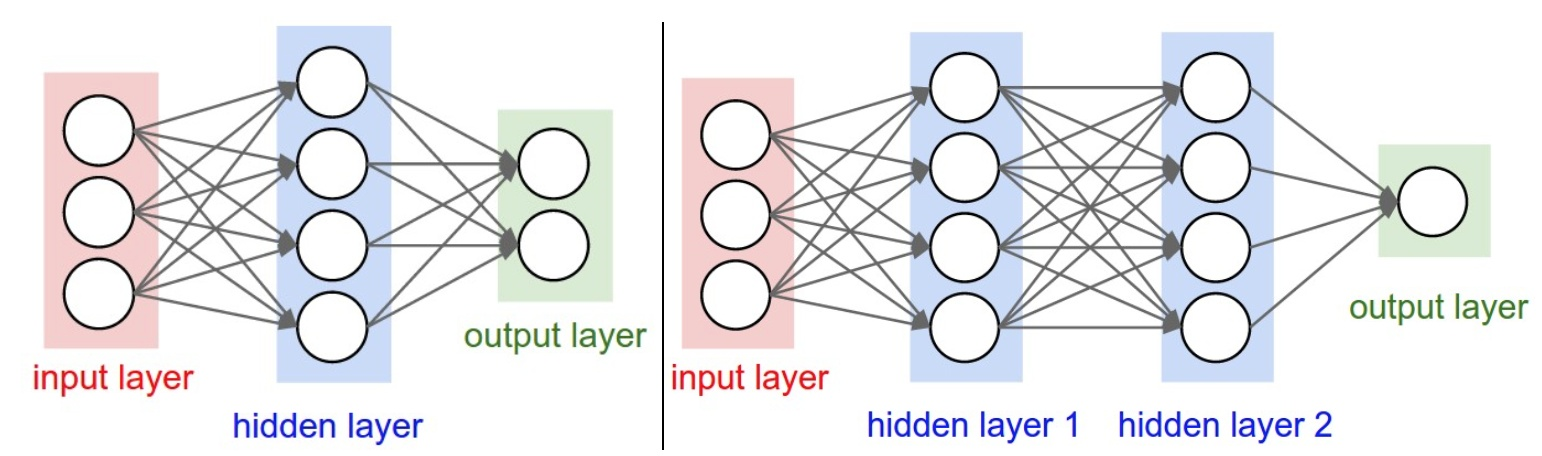 output layer
input layer
hidden layer
output layer
input layer
hidden layer 1
hidden layer 2